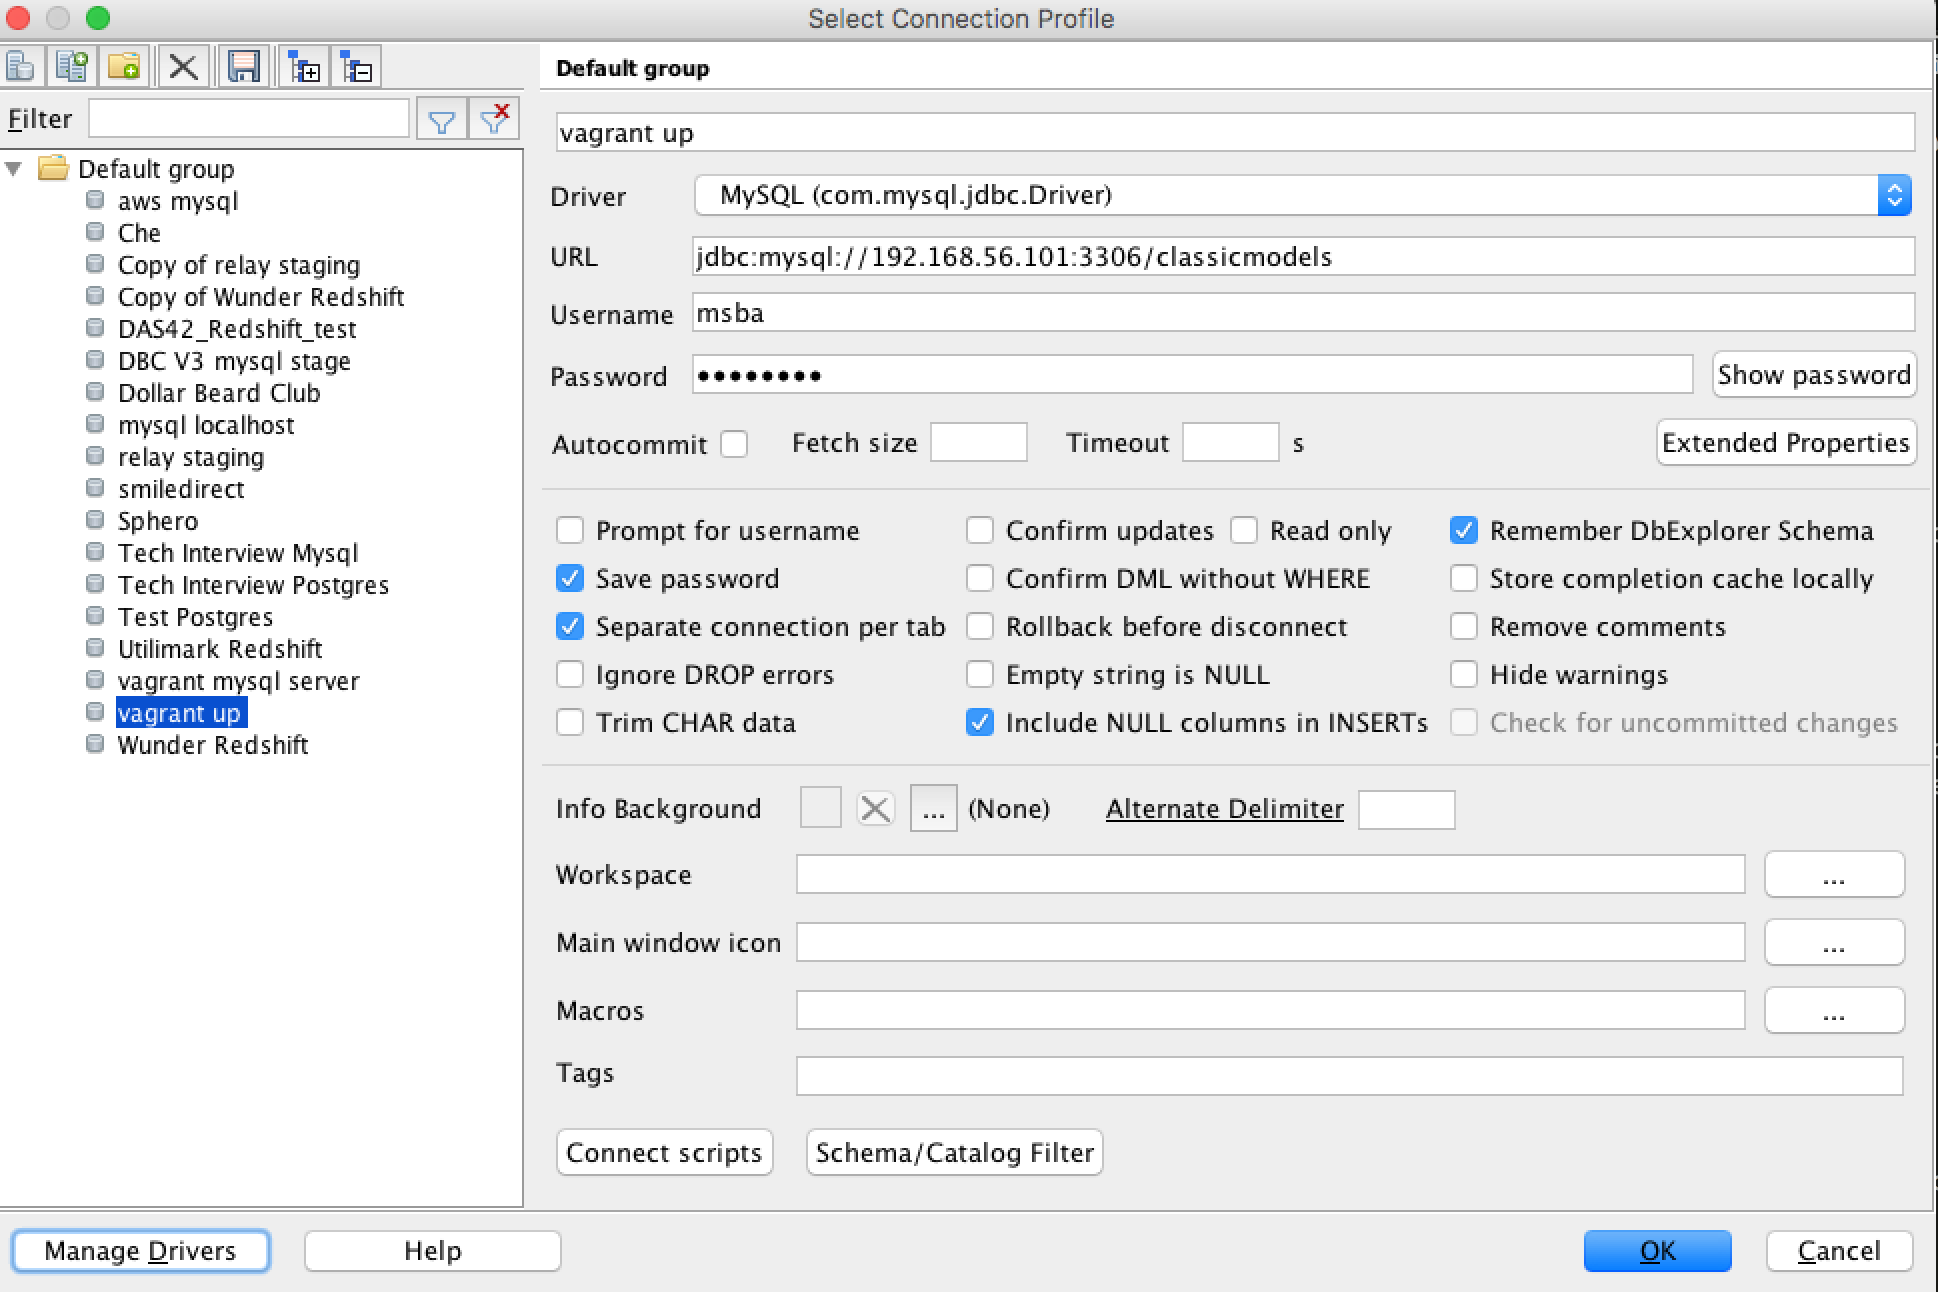 Select Connection Profile
Filter
Default group
aws mysql
Che
Copy of relay staging
Copy of Wunder Redshift
DAS42_Redshift_test
DBC V3 mysql stage
Dollar Beard Club
mysql localhost
relay staging
smiledirect
Sphero
Tech Interview Mysql
Tech Interview Postgres
Test Postgres
Utilimark Redshift
vagrant mysql server
vagrant up
Wunder Redshift
Default group
vagrant up
Driver MySQL (com.mysql.jdbc.Driver)
URL jdbc:mysql://192.168.56.101:3306/classicmodels
Username msba
Password •••••••• Show password
Autocommit Fetch size Timeout s Extended Properties
Prompt for username Confirm updates Read only Remember DbExplorer Schema
Save password Confirm DML without WHERE Store completion cache locally
Separate connection per tab Rollback before disconnect Remove comments
Ignore DROP errors Empty string is NULL Hide warnings
Trim CHAR data Include NULL columns in INSERTs Check for uncommitted changes
Info Background ... (None) Alternate Delimiter
Workspace ...
Main window icon ...
Macros ...
Tags
Connect scripts Schema/Catalog Filter
Manage Drivers Help OK Cancel